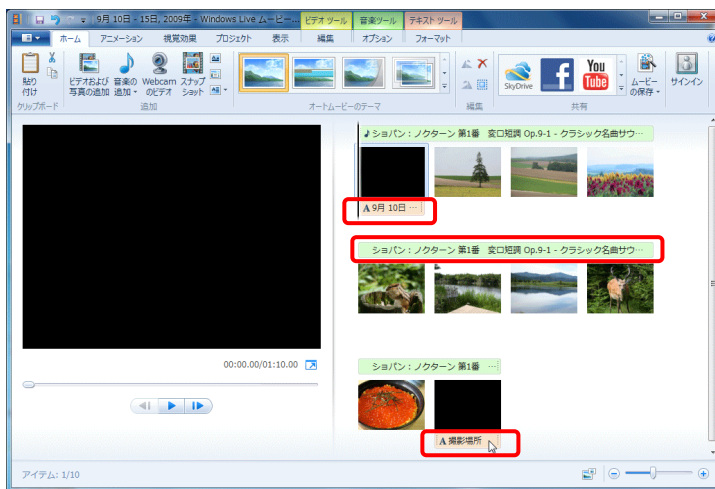 9月 10日 - 15日, 2009年 - Windows Live ムービー...
ビデオ ツール 音楽ツール テキスト ツール
ホーム アニメーション 視覚効果 プロジェクト 表示 編集 オプション フォーマット
貼り付け
ビデオおよび写真の追加
音楽の追加
Webcam のビデオ
スナップショット
SkyDrive
You Tube
ムービーの保存
サインイン
クリップボード 追加 オートムービーのテーマ 編集 共有
ショパン : ノクターン 第1番 変ロ短調 Op.9-1 - クラシック名曲サウ…
A 9月 10日 …
ショパン : ノクターン 第1番 変ロ短調 Op.9-1 - クラシック名曲サウ…
00:00.00/01:10.00
ショパン : ノクターン 第1番 …
A 撮影場所
アイテム: 1/10